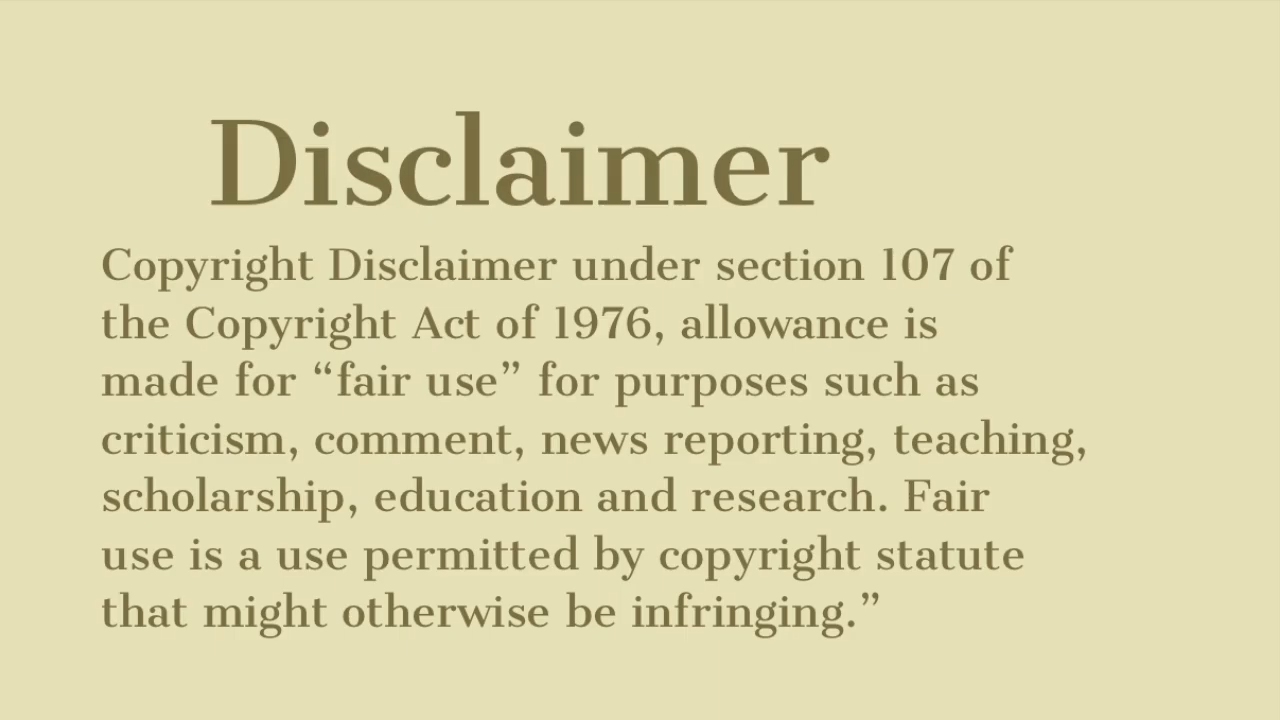 Disclaimer
Copyright Disclaimer under section 107 of
the Copyright Act of 1976, allowance is
made for “fair use” for purposes such as
criticism, comment, news reporting, teaching,
scholarship, education and research. Fair
use is a use permitted by copyright statute
that might otherwise be infringing.”